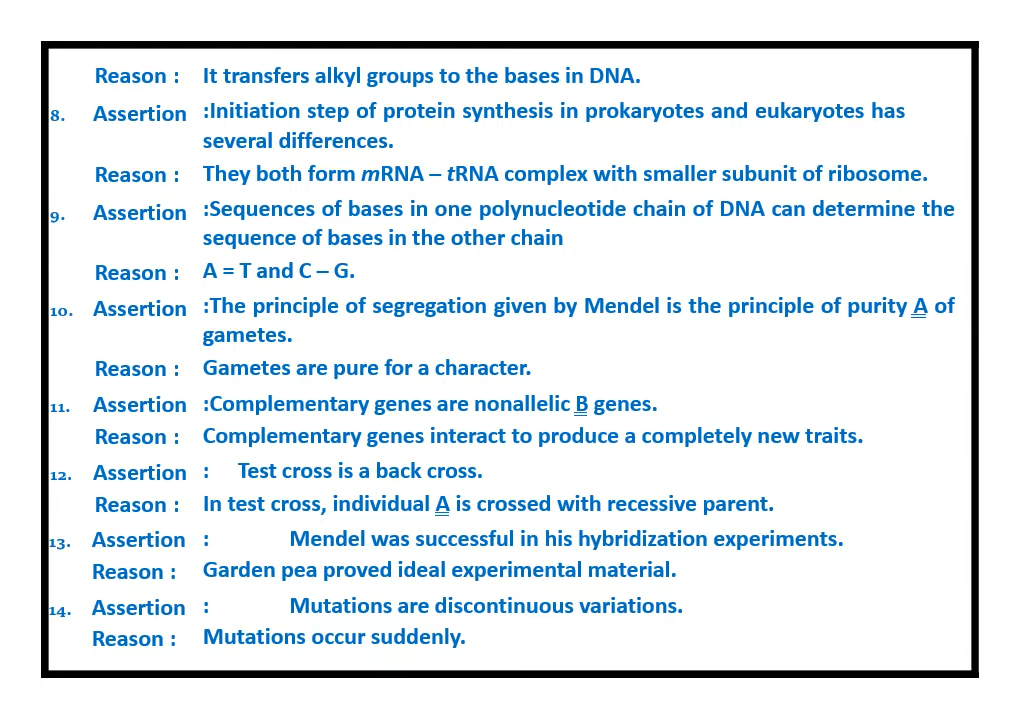 Reason : It transfers alkyl groups to the bases in DNA.
8. Assertion :Initiation step of protein synthesis in prokaryotes and eukaryotes has
several differences.
Reason : They both form mRNA – tRNA complex with smaller subunit of ribosome.
9. Assertion :Sequences of bases in one polynucleotide chain of DNA can determine the
sequence of bases in the other chain
Reason : A = T and C – G.
10. Assertion :The principle of segregation given by Mendel is the principle of purity A of
gametes.
Reason : Gametes are pure for a character.
11. Assertion :Complementary genes are nonallelic B genes.
Reason : Complementary genes interact to produce a completely new traits.
12. Assertion : Test cross is a back cross.
Reason : In test cross, individual A is crossed with recessive parent.
13. Assertion : Mendel was successful in his hybridization experiments.
Reason : Garden pea proved ideal experimental material.
14. Assertion : Mutations are discontinuous variations.
Reason : Mutations occur suddenly.